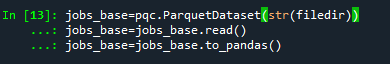 In [13]: jobs_base=pqc.ParquetDataset(str(filedir))
...: jobs_base=jobs_base.read()
...: jobs_base=jobs_base.to_pandas()